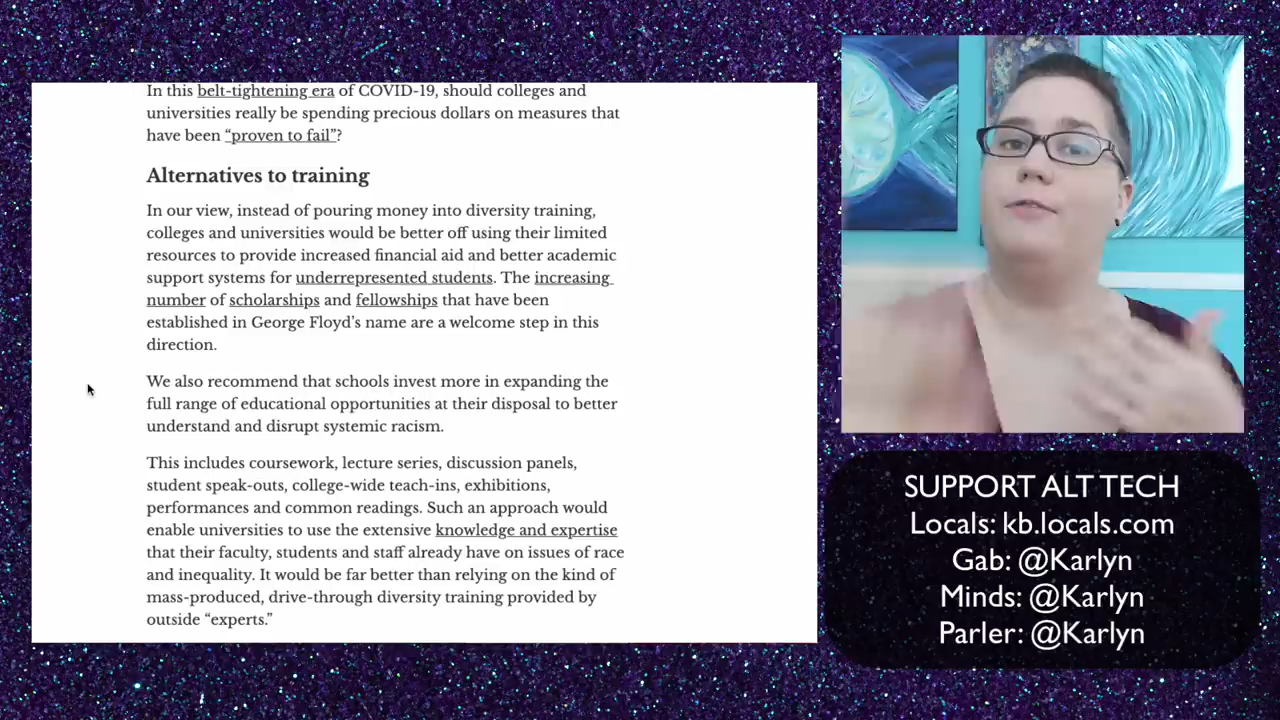 In this belt-tightening era of COVID-19, should colleges and
universities really be spending precious dollars on measures that
have been “proven to fail”?
Alternatives to training
In our view, instead of pouring money into diversity training,
colleges and universities would be better off using their limited
resources to provide increased financial aid and better academic
support systems for underrepresented students. The increasing
number of scholarships and fellowships that have been
established in George Floyd’s name are a welcome step in this
direction.
We also recommend that schools invest more in expanding the
full range of educational opportunities at their disposal to better
understand and disrupt systemic racism.
This includes coursework, lecture series, discussion panels,
student speak-outs, college-wide teach-ins, exhibitions,
performances and common readings. Such an approach would
enable universities to use the extensive knowledge and expertise
that their faculty, students and staff already have on issues of race
and inequality. It would be far better than relying on the kind of
mass-produced, drive-through diversity training provided by
outside “experts.”
SUPPORT ALT TECH
Locals: kb.locals.com
Gab: @Karlyn
Minds: @Karlyn
Parler: @Karlyn